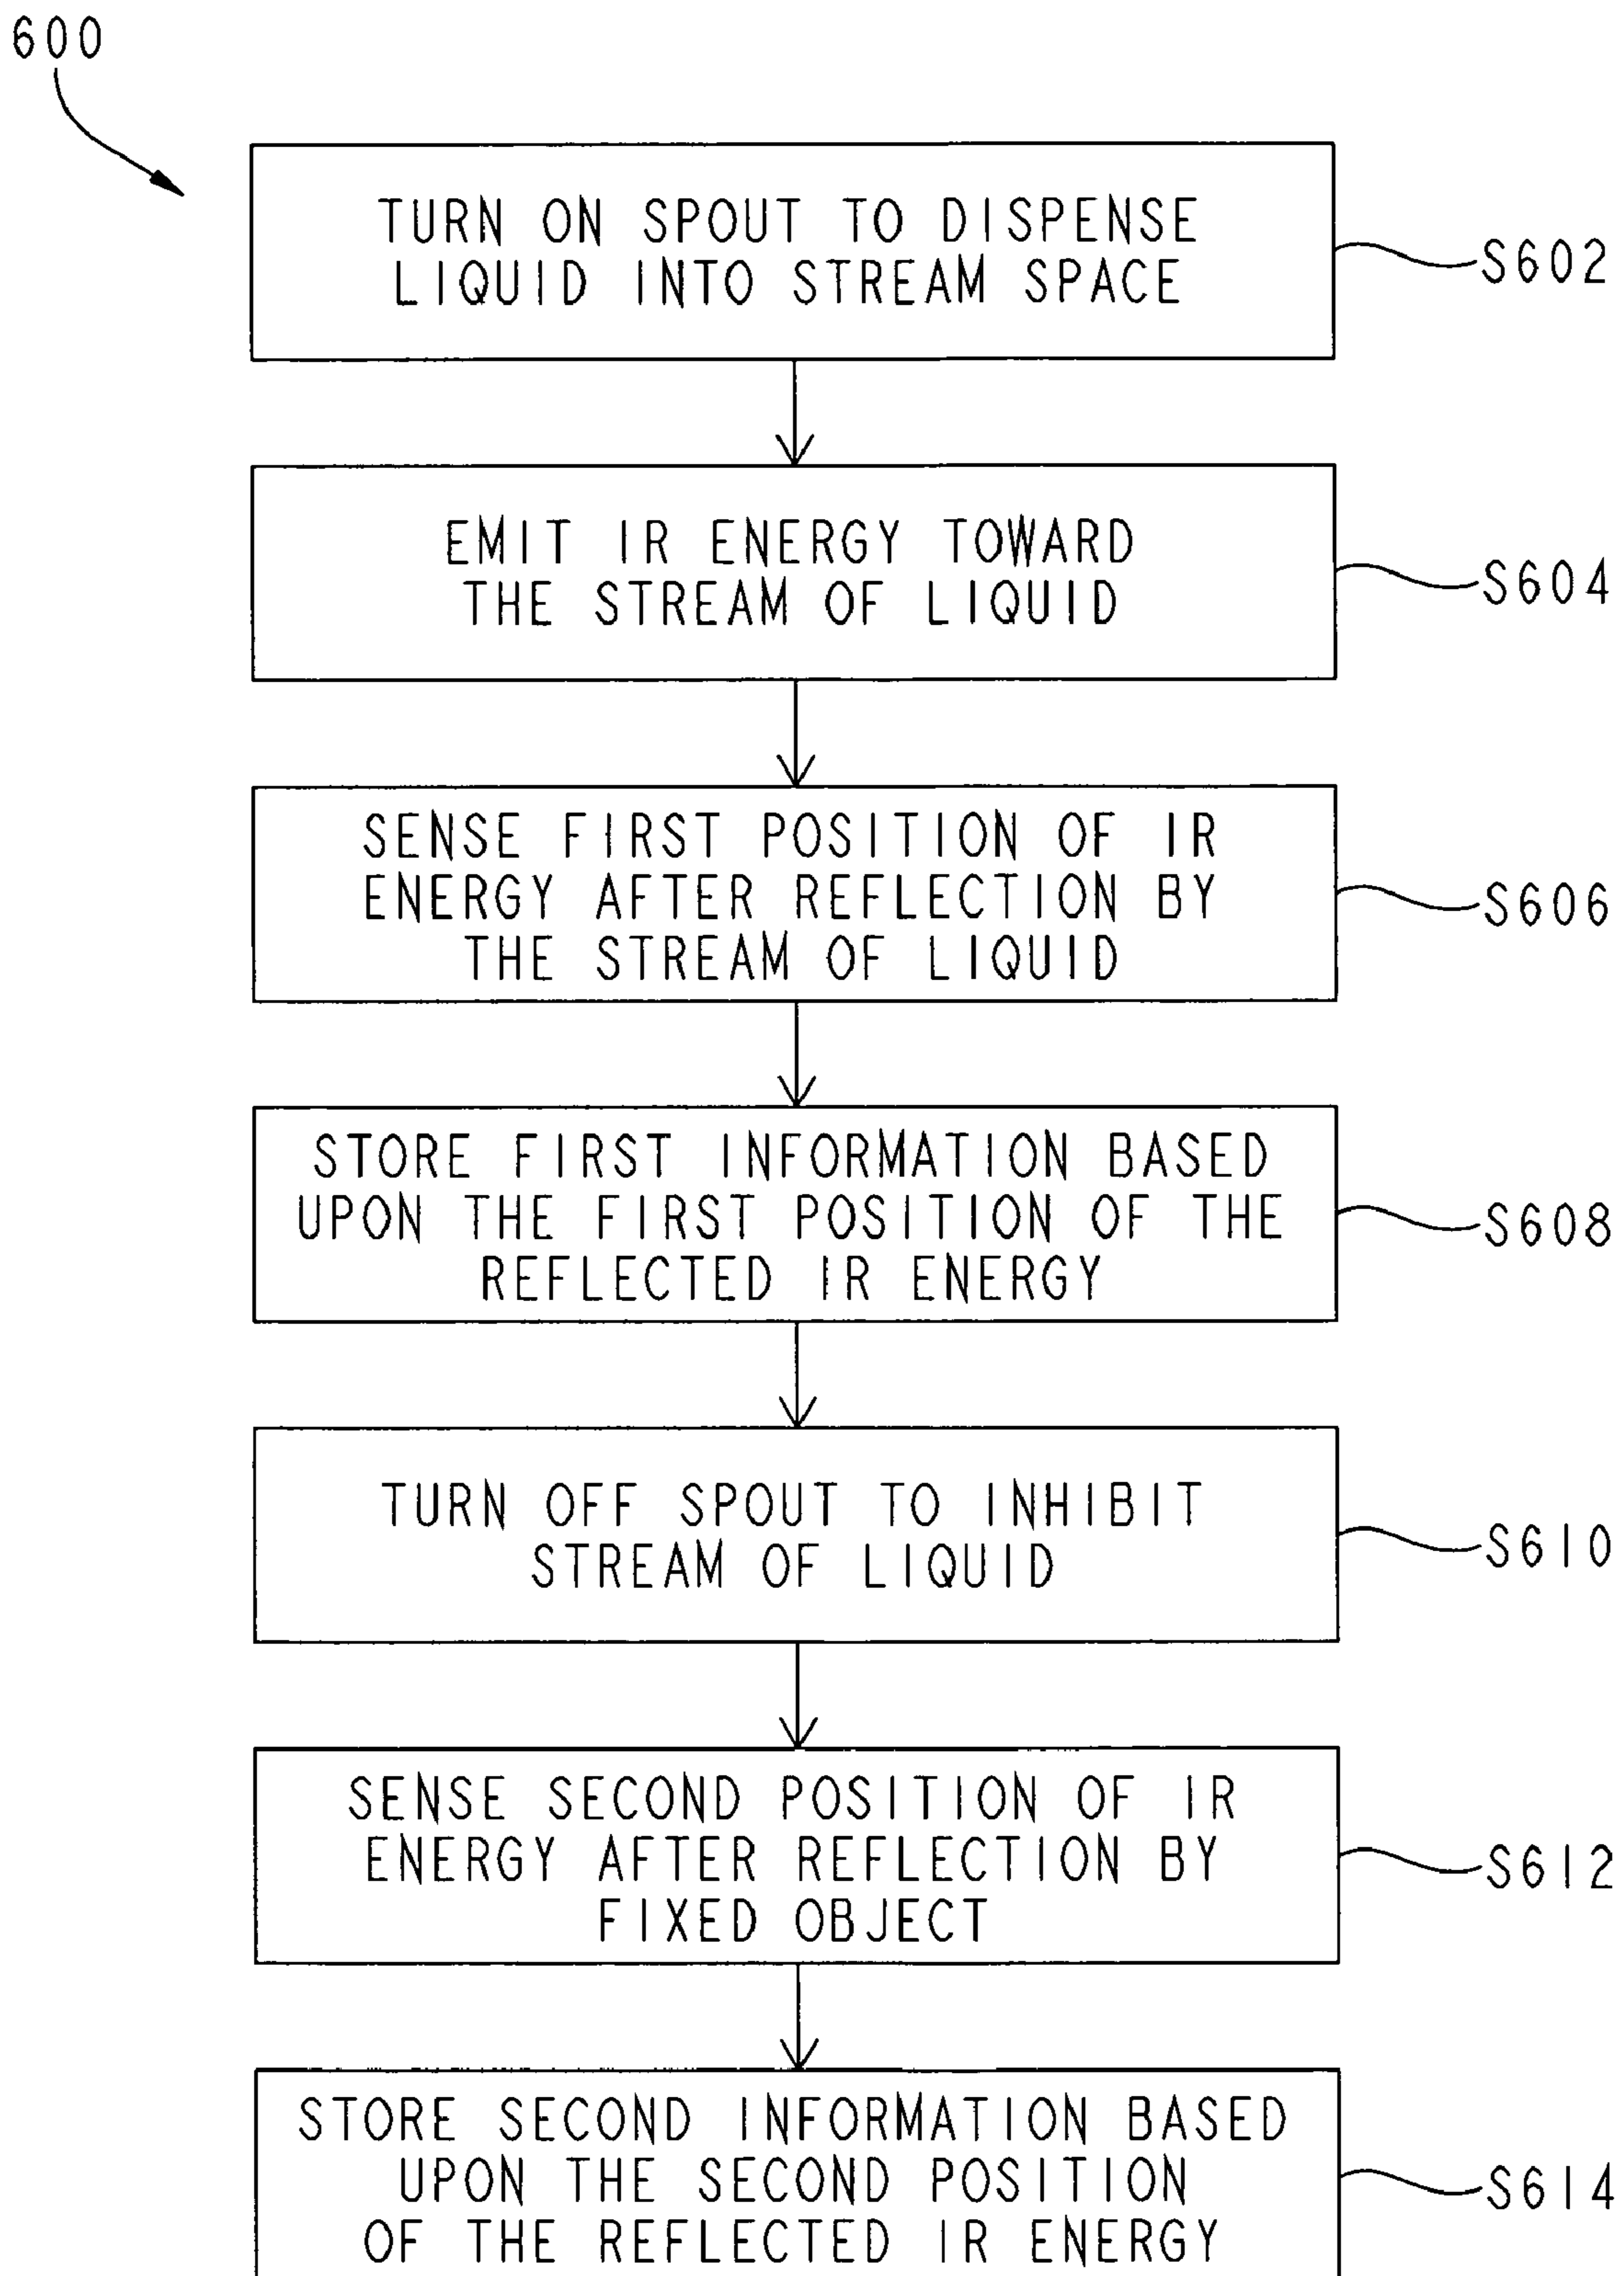 600
TURN ON SPOUT TO DISPENSE
LIQUID INTO STREAM SPACE
S602
EMIT IR ENERGY TOWARD
THE STREAM OF LIQUID
S604
SENSE FIRST POSITION OF IR
ENERGY AFTER REFLECTION BY
THE STREAM OF LIQUID
S606
STORE FIRST INFORMATION BASED
UPON THE FIRST POSITION OF THE
REFLECTED IR ENERGY
S608
TURN OFF SPOUT TO INHIBIT
STREAM OF LIQUID
S610
SENSE SECOND POSITION OF IR
ENERGY AFTER REFLECTION BY
FIXED OBJECT
S612
STORE SECOND INFORMATION BASED
UPON THE SECOND POSITION
OF THE REFLECTED IR ENERGY
S614